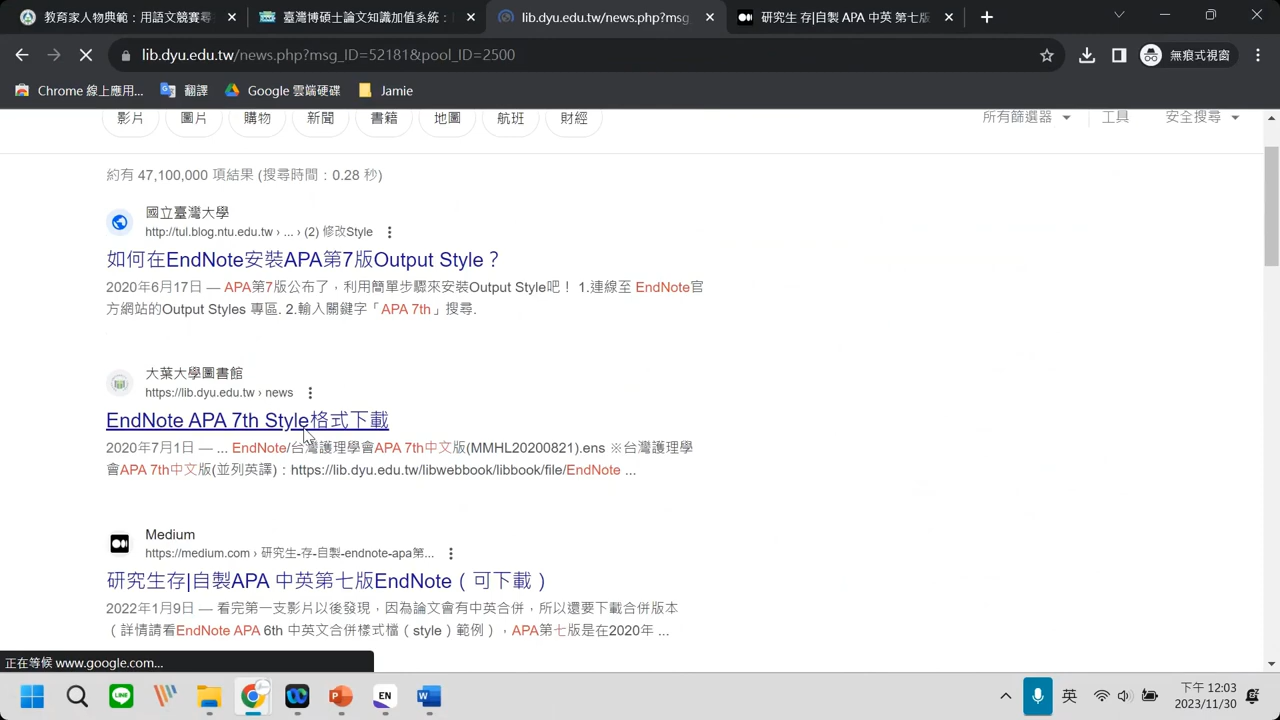 教育家人物典範：用語文競賽尋
臺灣博碩士論文知識加值系統：
lib.dyu.edu.tw/news.php?msg
研究生 存|自製 APA 中英 第七版
lib.dyu.edu.tw/news.php?msg_ID=52181&pool_ID=2500
無痕式視窗
Chrome 線上應用...
翻譯
Google 雲端硬碟
Jamie
影片
圖片
購物
新聞
書籍
地圖
航班
財經
所有篩選器
工具
安全搜尋
約有 47,100,000 項結果 (搜尋時間：0.28 秒)
國立臺灣大學
http://tul.blog.ntu.edu.tw › ... › (2) 修改Style
如何在EndNote安裝APA第7版Output Style？
2020年6月17日 — APA第7版公布了，利用簡單步驟來安裝Output Style吧！ 1.連線至 EndNote官
方網站的Output Styles 專區. 2.輸入關鍵字「APA 7th」搜尋.
大葉大學圖書館
https://lib.dyu.edu.tw › news
EndNote APA 7th Style格式下載
2020年7月1日 — ... EndNote/台灣護理學會APA 7th中文版(MMHL20200821).ens ※台灣護理學
會APA 7th中文版(並列英譯)：https://lib.dyu.edu.tw/libwebbook/libbook/file/EndNote ...
Medium
https://medium.com › 研究生-存-自製-endnote-apa第...
研究生存|自製APA 中英第七版EndNote（可下載）
2022年1月9日 — 看完第一支影片以後發現，因為論文會有中英合併，所以還要下載合併版本
（詳情請看EndNote APA 6th 中英文合併樣式檔（style）範例），APA第七版是在2020年 ...
正在等候 www.google.com...
LINE
EN
英
下午 12:03
2023/11/30